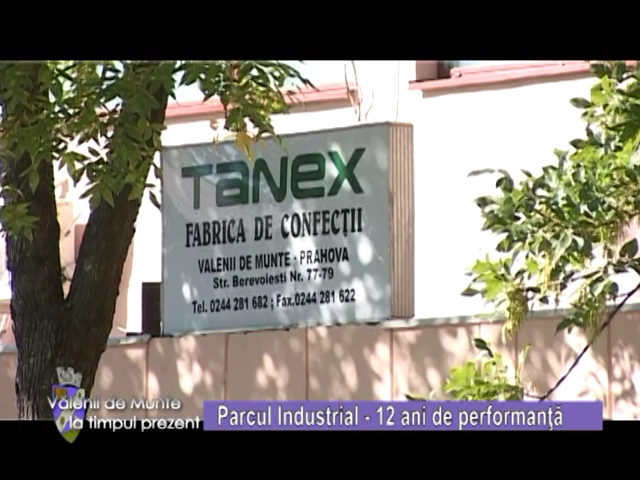 TANEX
FABRICA DE CONFECȚII
VALENII DE MUNTE - PRAHOVA
Str. Berevoiesti Nr. 77-79
Tel. 0244 281 682 ; Fax.0244 281 622
Valenii de Munte
la timpul prezent
Parcul Industrial - 12 ani de performanţă